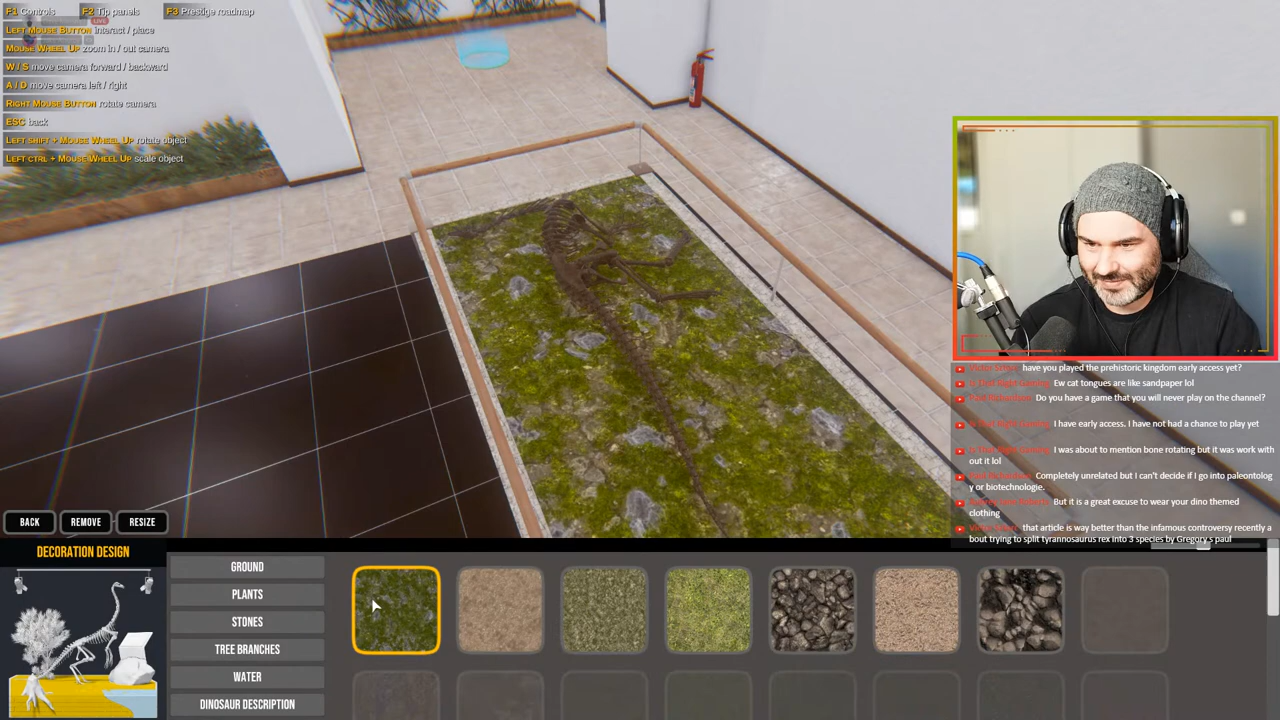 F1 Controls F2 Tip panels F3 Prestige roadmap
LIVE
LEFT MOUSE BUTTON interact / place
MOUSE WHEEL UP zoom in / out camera
W / S move camera forward / backward
A / D move camera left / right
RIGHT MOUSE BUTTON rotate camera
ESC back
LEFT SHIFT + MOUSE WHEEL UP rotate object
LEFT CTRL + MOUSE WHEEL UP scale object
have you played the prehistoric kingdom early access yet?
Ew cat tongues are like sandpaper lol
Do you have a game that you will never play on the channel?
I have early access. I have not had a chance to play yet
I was about to mention bone rotating but it was work with
out it lol
Completely unrelated but I can't decide if I go into paleontolog
y or biotechnologie.
But it is a great excuse to wear your dino themed
clothing
that article is way better than the infamous controversy recently a
bout trying to split tyrannosaurus rex into 3 species by Gregory s paul
BACK REMOVE RESIZE
DECORATION DESIGN
GROUND
PLANTS
STONES
TREE BRANCHES
WATER
DINOSAUR DESCRIPTION